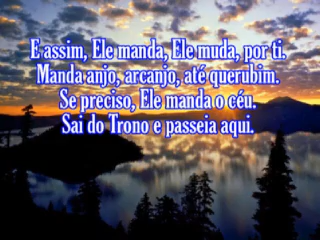 E assim, Ele manda, Ele muda, por ti.
Manda anjo, arcanjo, até querubim.
Se preciso, Ele manda o céu.
Sai do Trono e passeia aqui.